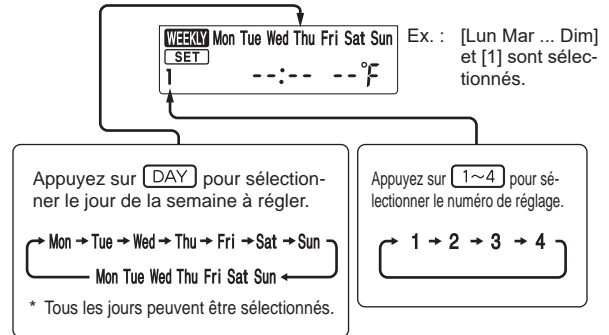 WEEKLY Mon Tue Wed Thu Fri Sat Sun
SET
1 --:-- --°F
Ex. : [Lun Mar ... Dim]
et [1] sont sélec-
tionnés.
Appuyez sur DAY pour sélection-
ner le jour de la semaine à régler.
Mon → Tue → Wed → Thu → Fri → Sat → Sun
Mon Tue Wed Thu Fri Sat Sun
* Tous les jours peuvent être sélectionnés.
Appuyez sur 1~4 pour sé-
lectionner le numéro de réglage.
1 → 2 → 3 → 4